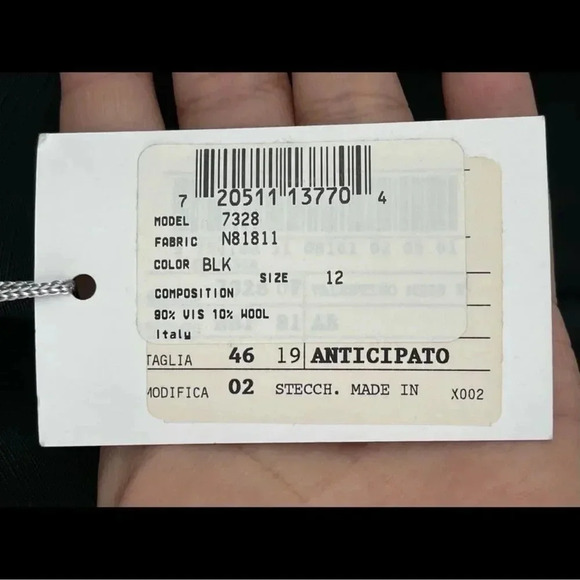 7 20511 13770 4
MODEL 7328
FABRIC N81811
COLOR BLK SIZE 12
COMPOSITION
90% VIS 10% WOOL
Italy
TAGLIA 46 19 ANTICIPATO
MODIFICA 02 STECCH. MADE IN X002